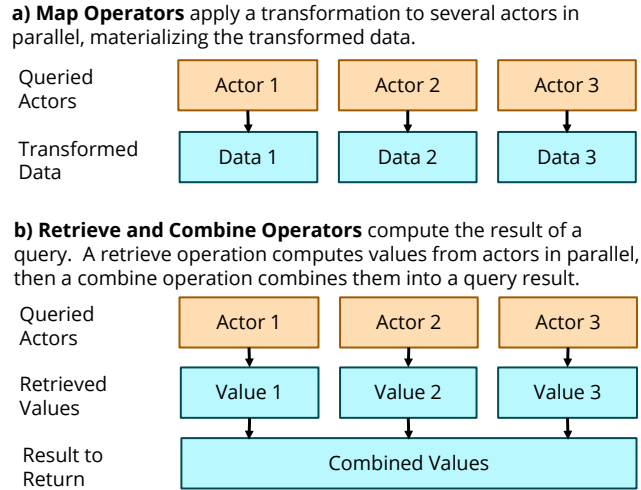 a) Map Operators apply a transformation to several actors in
parallel, materializing the transformed data.
Queried
Actors
Actor 1
Actor 2
Actor 3
Transformed
Data
Data 1
Data 2
Data 3
b) Retrieve and Combine Operators compute the result of a
query.  A retrieve operation computes values from actors in parallel,
then a combine operation combines them into a query result.
Queried
Actors
Actor 1
Actor 2
Actor 3
Retrieved
Values
Value 1
Value 2
Value 3
Result to
Return
Combined Values